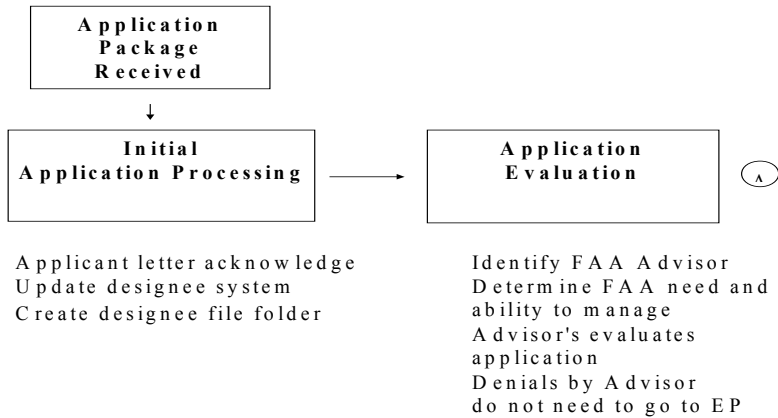 Application
Package
Received
Initial
Application Processing
Application
Evaluation
A
Applicant letter acknowledge
Update designee system
Create designee file folder
Identify FAA Advisor
Determine FAA need and
ability to manage
Advisor's evaluates
application
Denials by Advisor
do not need to go to EP